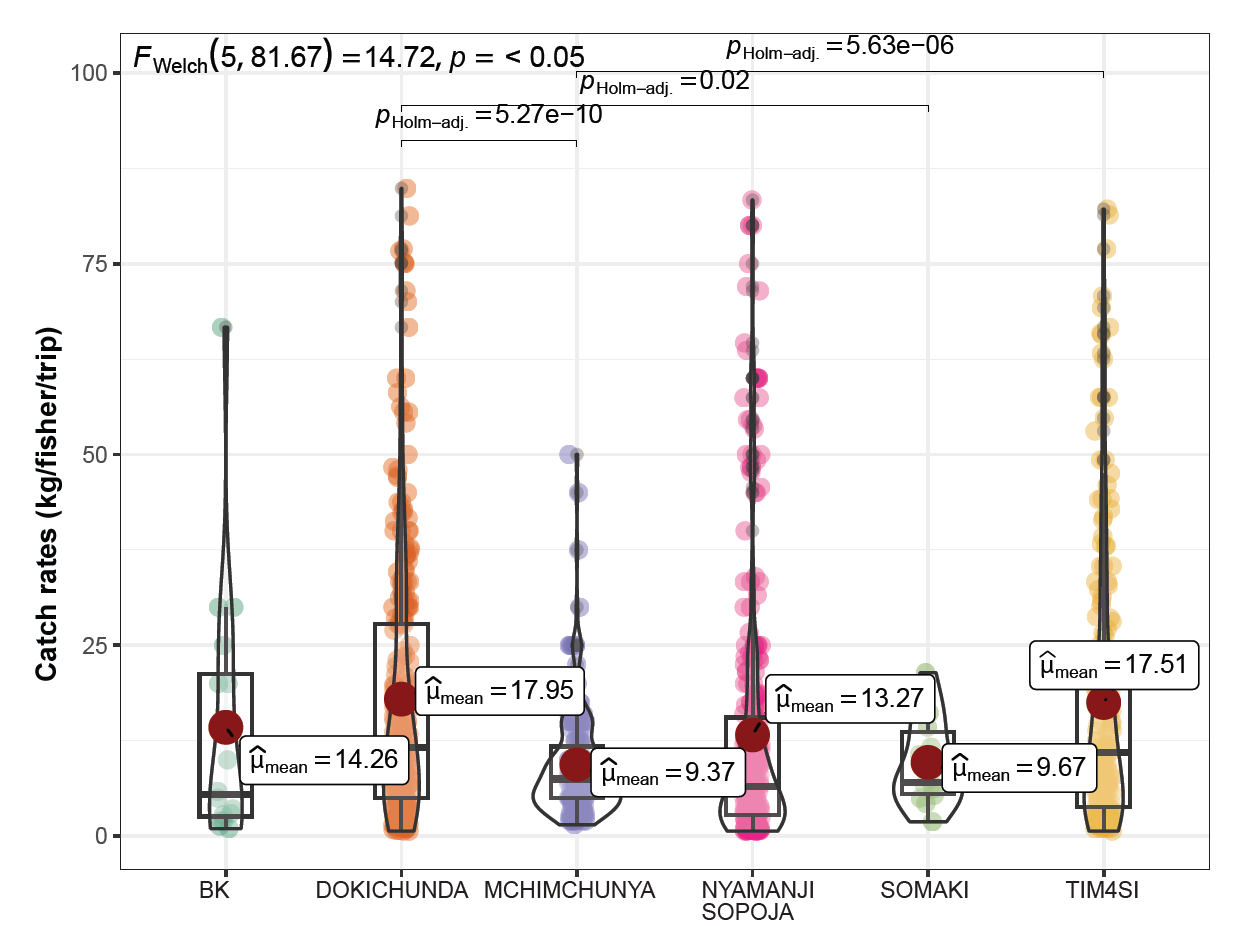 F_Welch(5, 81.67) = 14.72, p = < 0.05
p_Holm–adj. = 5.63e−06
p_Holm–adj. = 0.02
p_Holm–adj. = 5.27e−10
100
75
50
25
0
Catch rates (kg/fisher/trip)
μ̂_mean = 17.51
μ̂_mean = 17.95
μ̂_mean = 13.27
μ̂_mean = 14.26
μ̂_mean = 9.37
μ̂_mean = 9.67
BK
DOKICHUNDA
MCHIMCHUNYA
NYAMANJI
SOPOJA
SOMAKI
TIM4SI